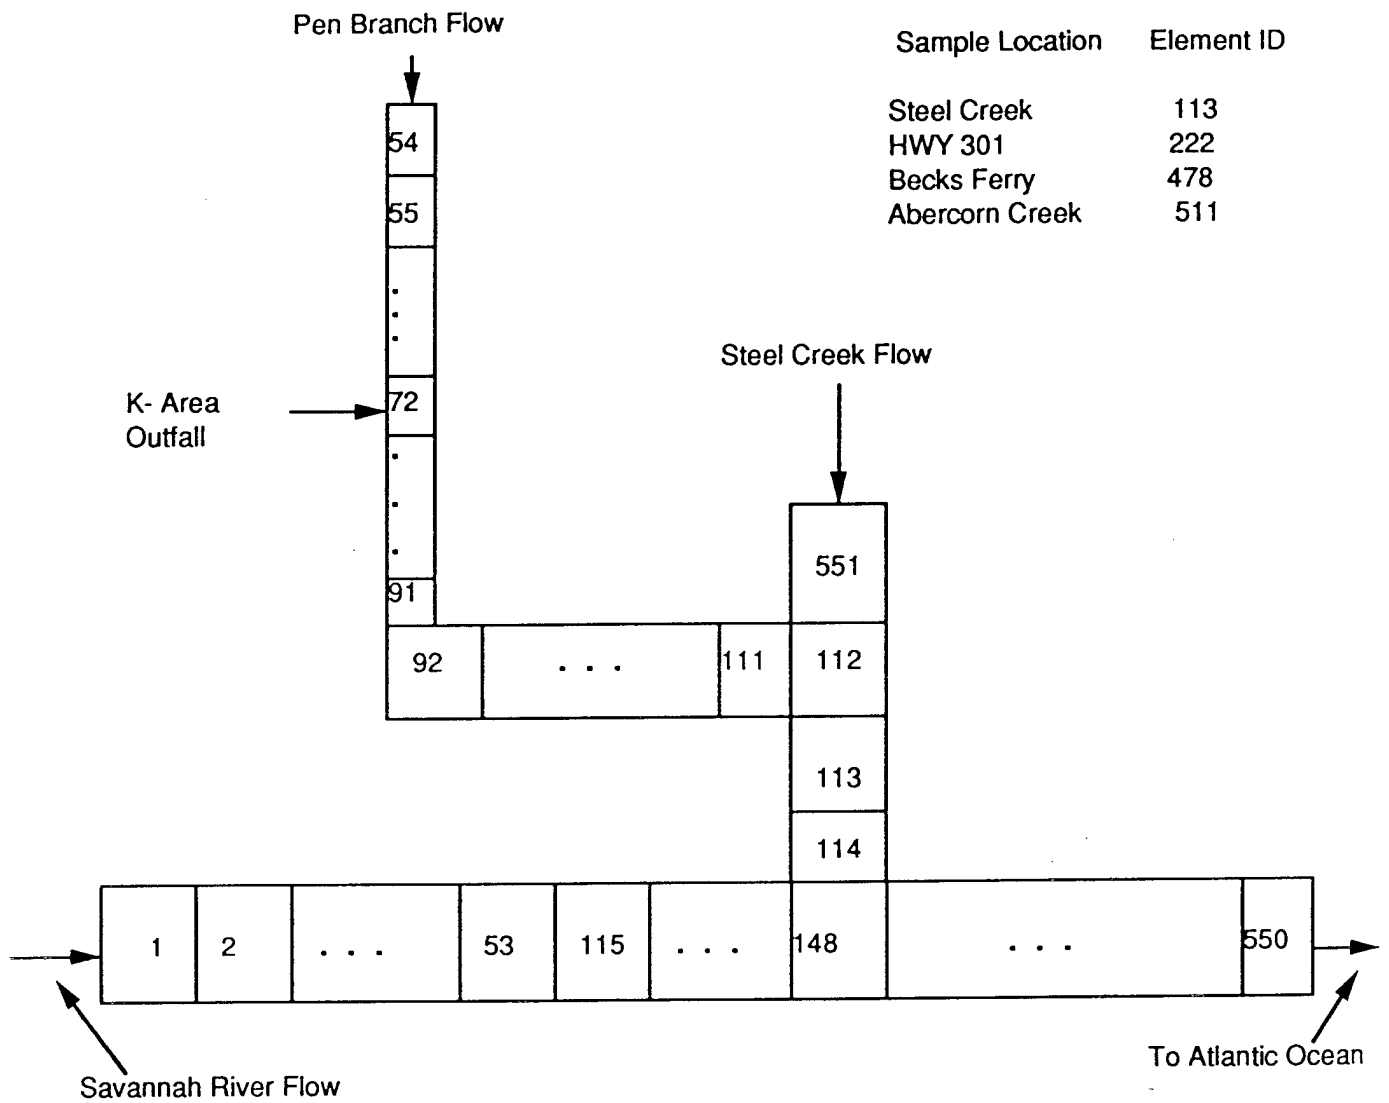 Pen Branch Flow
Sample Location Element ID
Steel Creek 113
HWY 301 222
Becks Ferry 478
Abercorn Creek 511
54
55
.
.
.
Steel Creek Flow
K- Area
Outfall
72
.
.
.
551
91
92 . . . 111 112
113
114
1 2 . . . 53 115 . . . 148 . . . 550
To Atlantic Ocean
Savannah River Flow